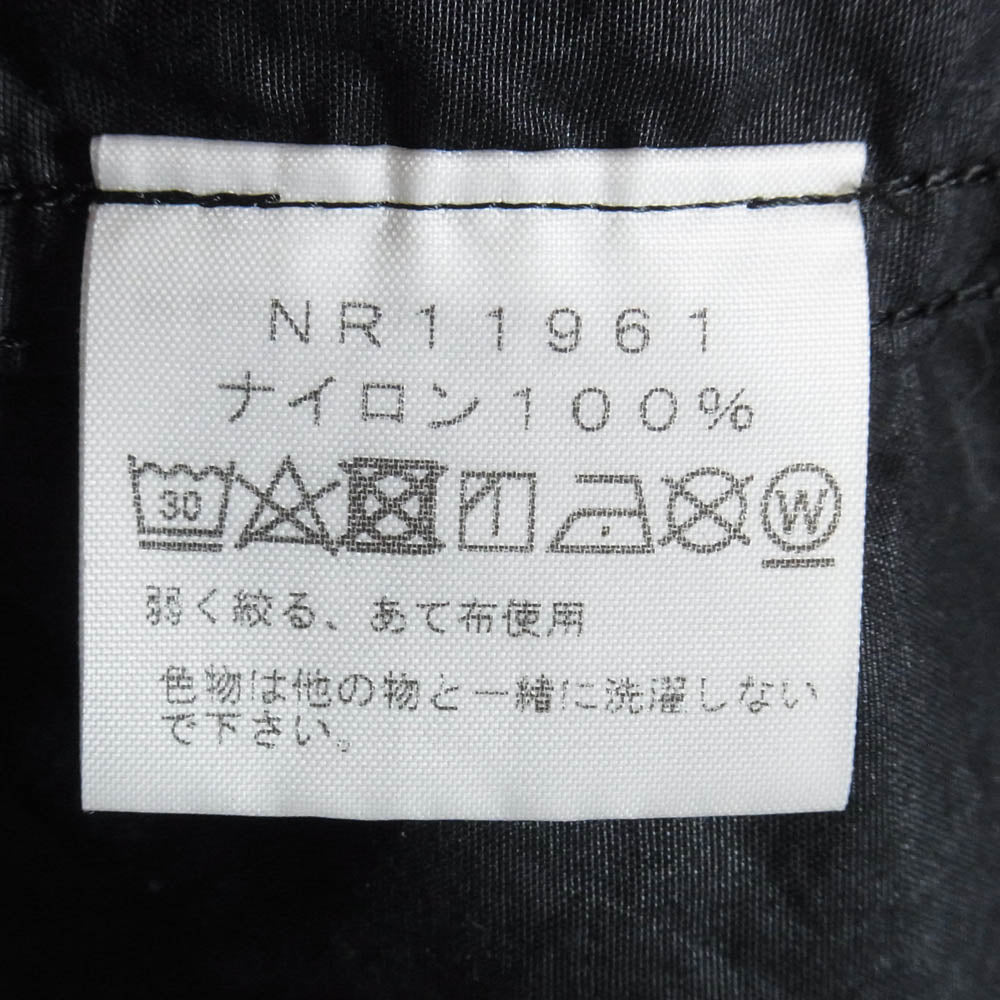 NR11961
ナイロン100%
30 W
弱く絞る、あて布使用
色物は他の物と一緒に洗濯しない
で下さい。